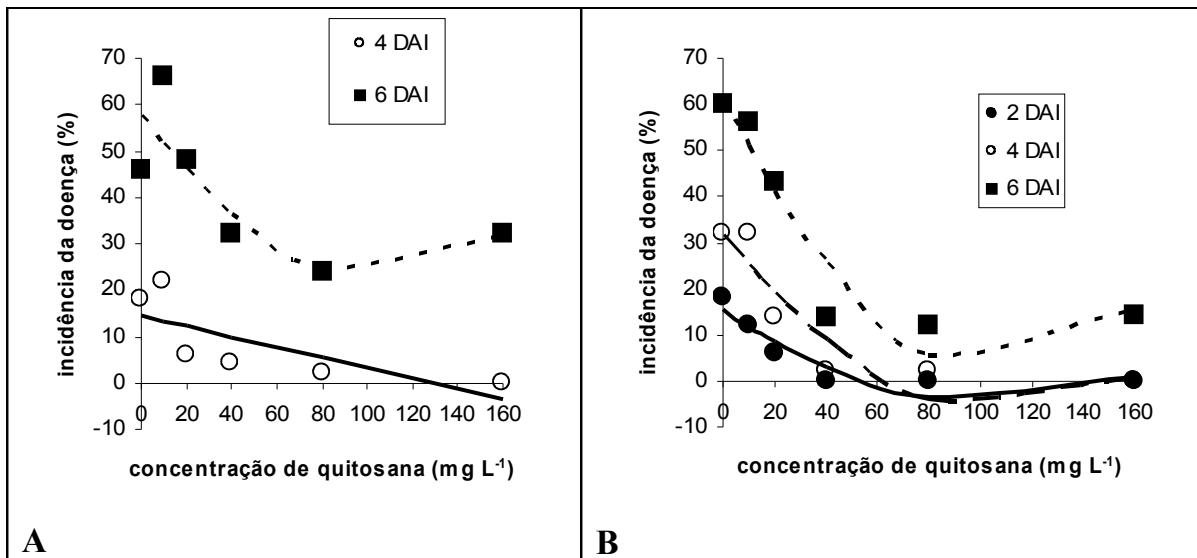 4 DAI
6 DAI
incidência da doença (%)
70
60
50
40
30
20
10
0
-10
0 20 40 60 80 100 120 140 160
concentração de quitosana (mg L-1)
A
2 DAI
4 DAI
6 DAI
incidência da doença (%)
70
60
50
40
30
20
10
0
-10
0 20 40 60 80 100 120 140 160
concentração de quitosana (mg L-1)
B